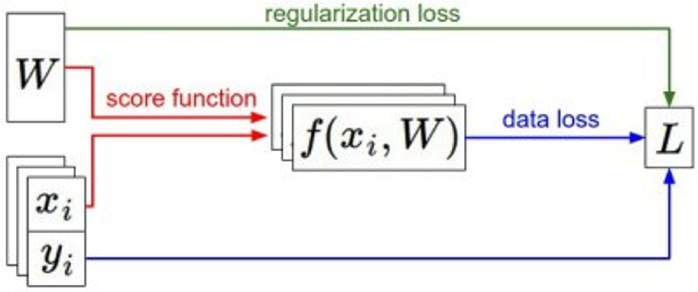 regularization loss
W
score function
f(x_i, W)
data loss
L
x_i
y_i